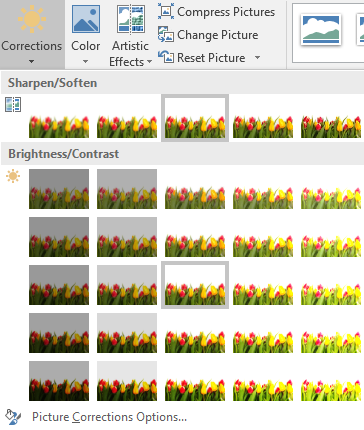 Corrections
Color
Artistic
Effects
Compress Pictures
Change Picture
Reset Picture
Sharpen/Soften
Brightness/Contrast
Picture Corrections Options...